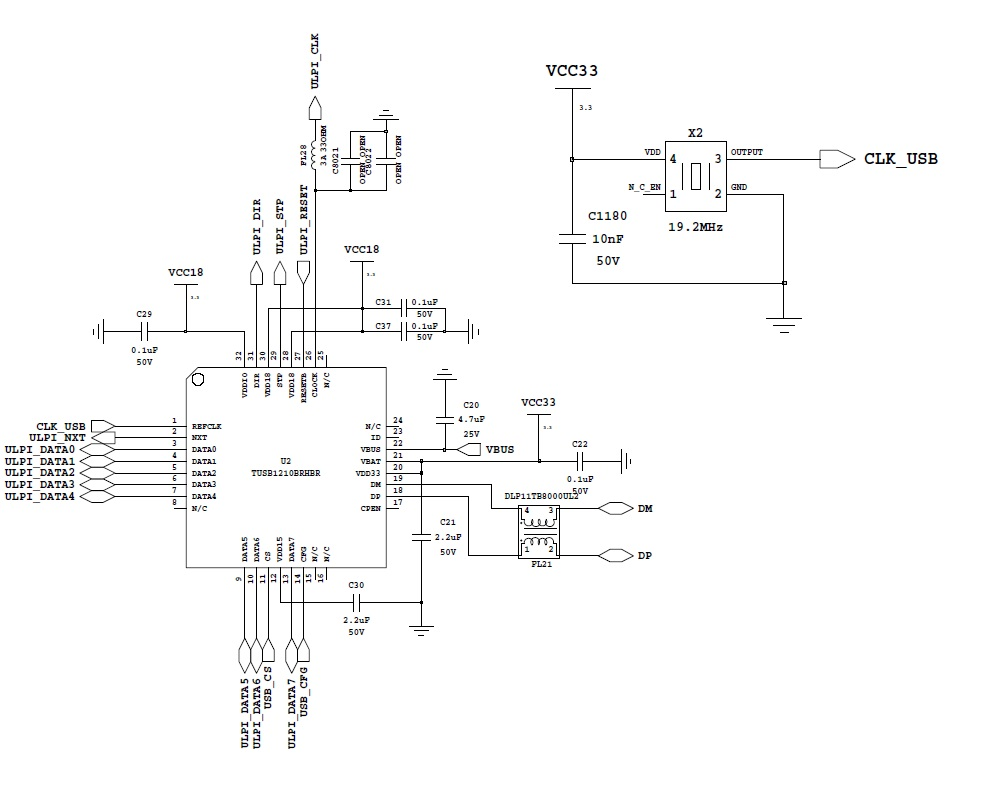 ULPI_CLK
FL28
3A 33OHM
C8021
OPEN OPEN
C8022
OPEN OPEN
ULPI_DIR
ULPI_STP
ULPI_RESET
VCC18
3.3
C29
0.1uF
50V
VCC18
3.3
C31
0.1uF
50V
C37
0.1uF
50V
VCC33
3.3
X2
VDD
4
3
OUTPUT
CLK_USB
N_C_EN
1
2
GND
19.2MHz
C1180
10nF
50V
32
31
30
29
28
27
26
25
VDDIO
DIR
VDD18
STP
VDD18
RESETB
CLOCK
N/C
CLK_USB
1
REFCLK
ULPI_NXT
2
NXT
ULPI_DATA0
3
DATA0
ULPI_DATA1
4
DATA1
ULPI_DATA2
5
DATA2
ULPI_DATA3
6
DATA3
ULPI_DATA4
7
DATA4
8
N/C
U2
TUSB1210BRHBR
N/C
24
ID
23
VBUS
22
VBUS
VBAT
21
VDD33
20
DM
19
DP
18
CPEN
17
C20
4.7uF
25V
VCC33
3.3
C22
0.1uF
50V
DLP11TB8000UL2
4
3
DM
1
2
DP
FL21
C21
2.2uF
50V
DATA5
DATA6
CS
VDD15
DATA7
CFG
N/C
N/C
9
10
11
12
13
14
15
16
C30
2.2uF
50V
ULPI_DATA5
ULPI_DATA6
USB_CS
ULPI_DATA7
USB_CFG